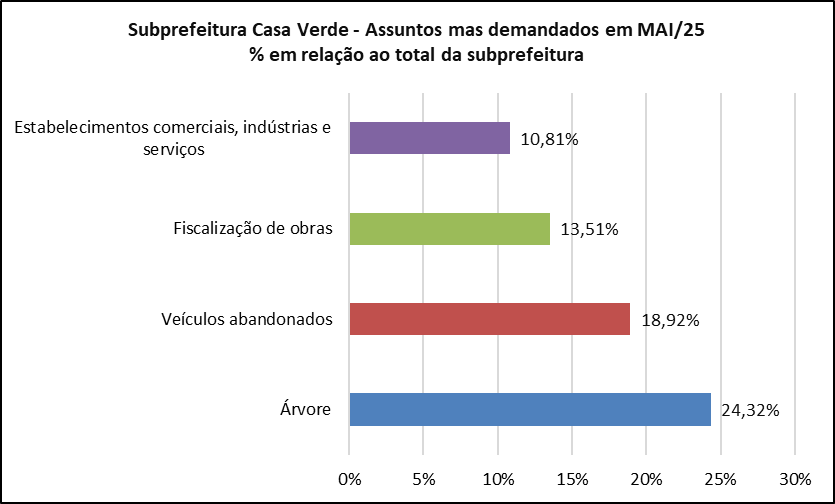 Subprefeitura Casa Verde - Assuntos mas demandados em MAI/25
% em relação ao total da subprefeitura
Estabelecimentos comerciais, indústrias e
serviços
10,81%
Fiscalização de obras
13,51%
Veículos abandonados
18,92%
Árvore
24,32%
0% 5% 10% 15% 20% 25% 30%